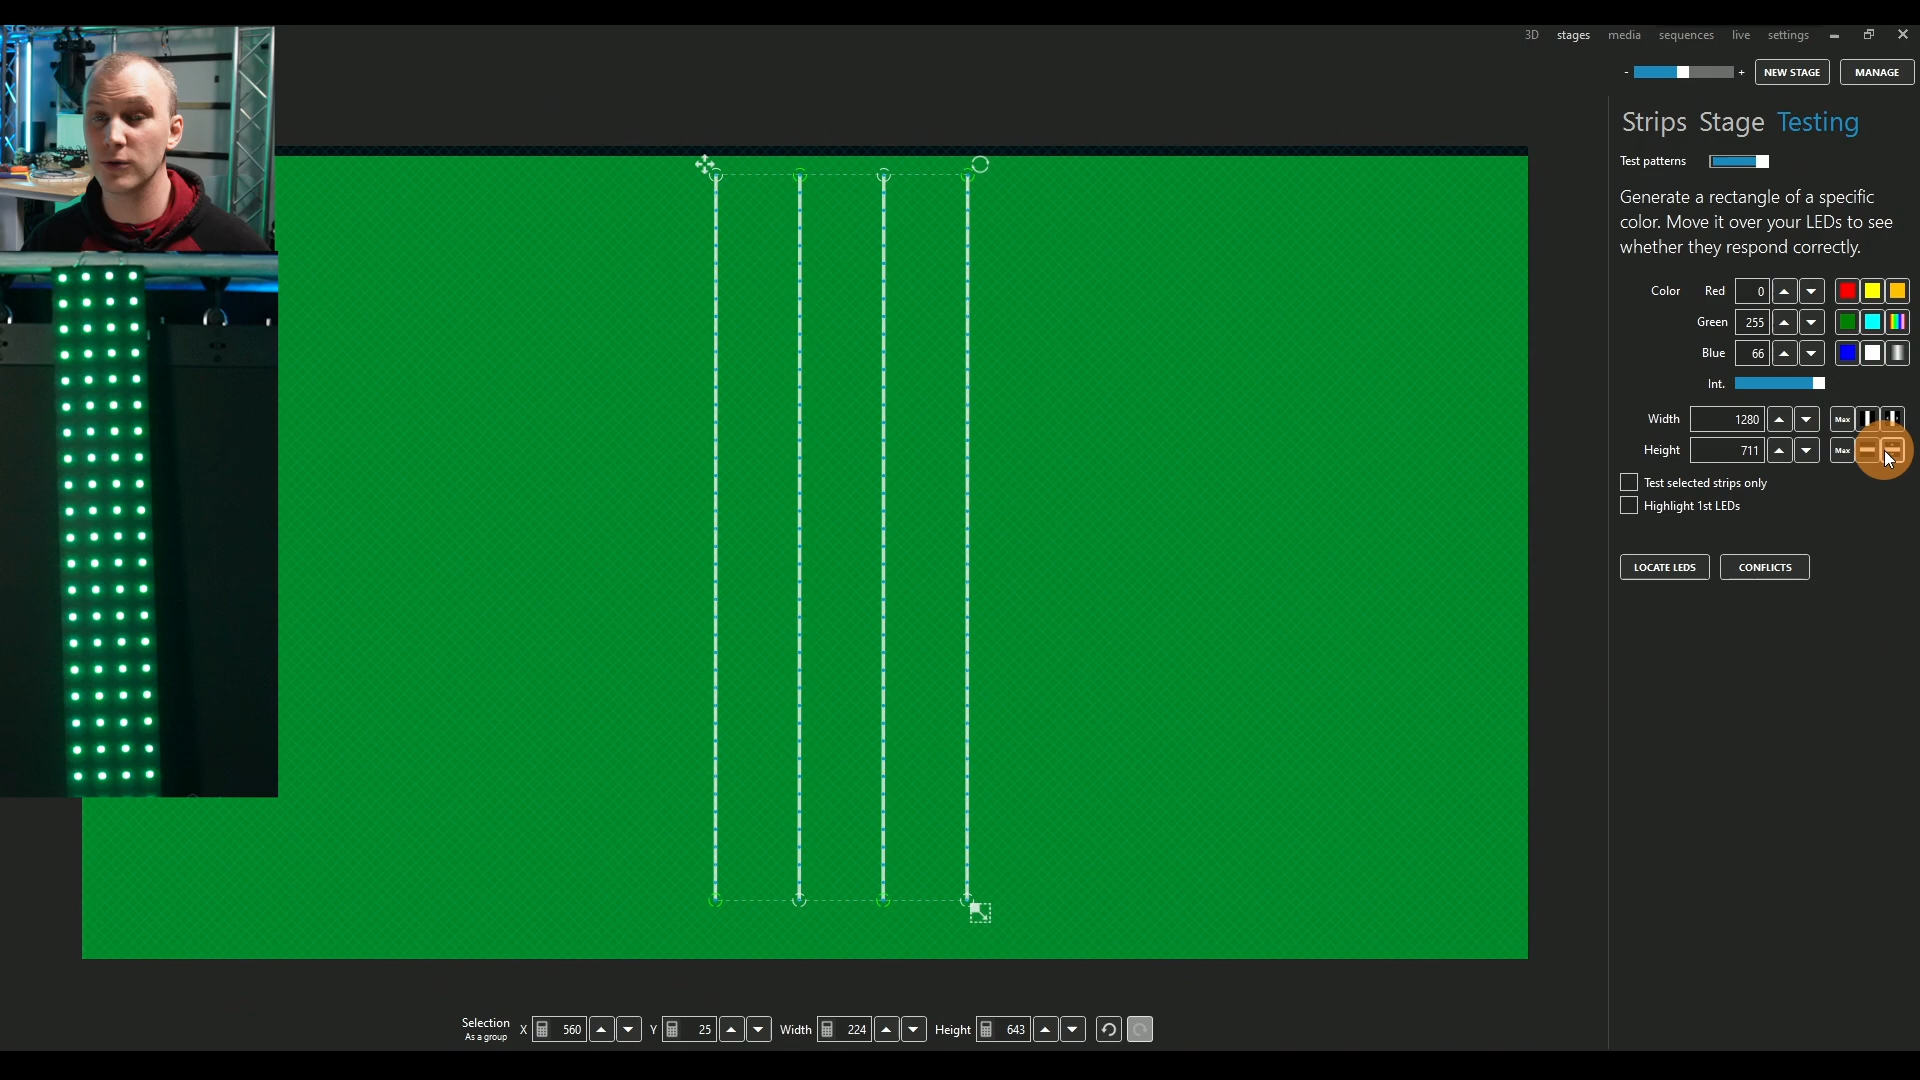 3D stages media sequences live settings
- + NEW STAGE MANAGE
Strips Stage Testing
Test patterns
Generate a rectangle of a specific
color. Move it over your LEDs to see
whether they respond correctly.
Color Red 0
Green 255
Blue 66
Int.
Width 1280 Max
Height 711 Max
Test selected strips only
Highlight 1st LEDs
LOCATE LEDS CONFLICTS
Selection X 560 Y 25 Width 224 Height 643
As a group